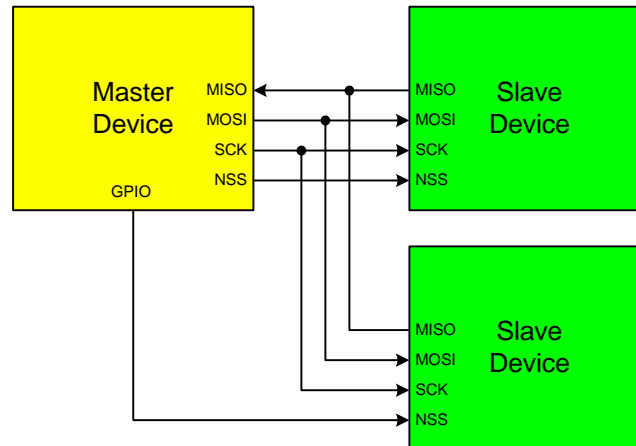 Master
Device
MISO
MOSI
SCK
NSS
GPIO
MISO
MOSI
SCK
NSS
Slave
Device
MISO
MOSI
SCK
NSS
Slave
Device